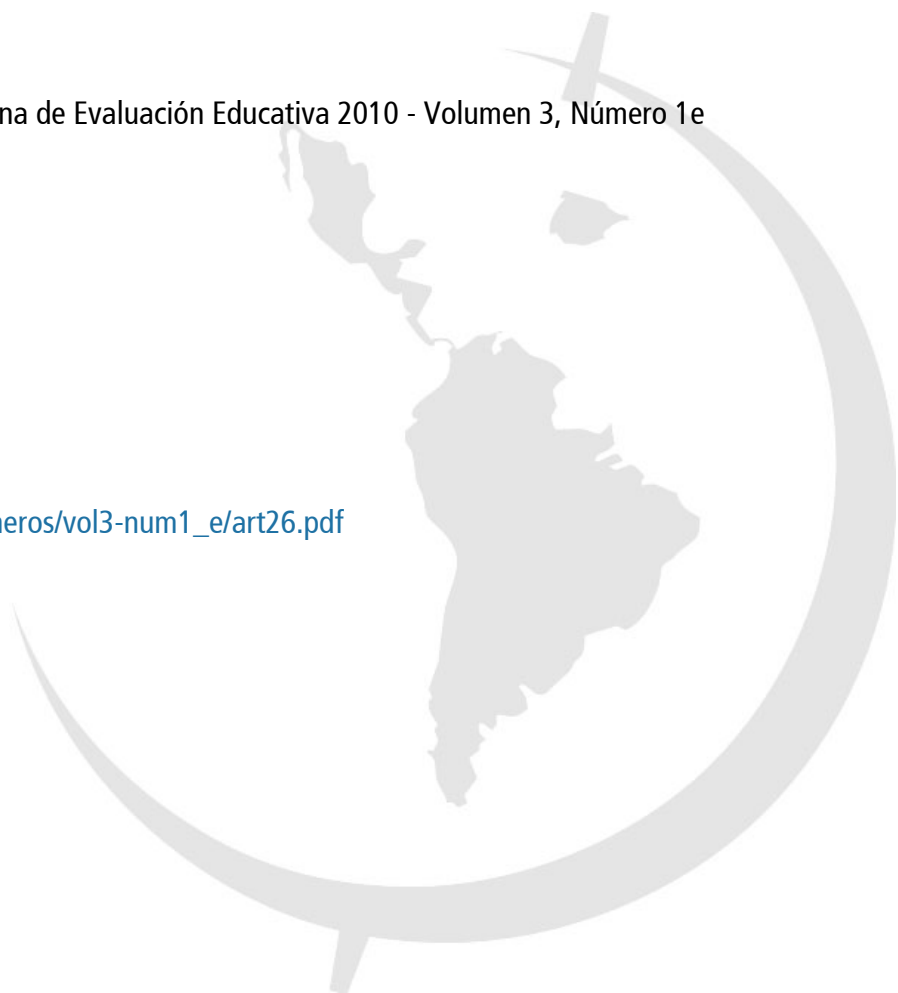 na de Evaluación Educativa 2010 - Volumen 3, Número 1e
neros/vol3-num1_e/art26.pdf